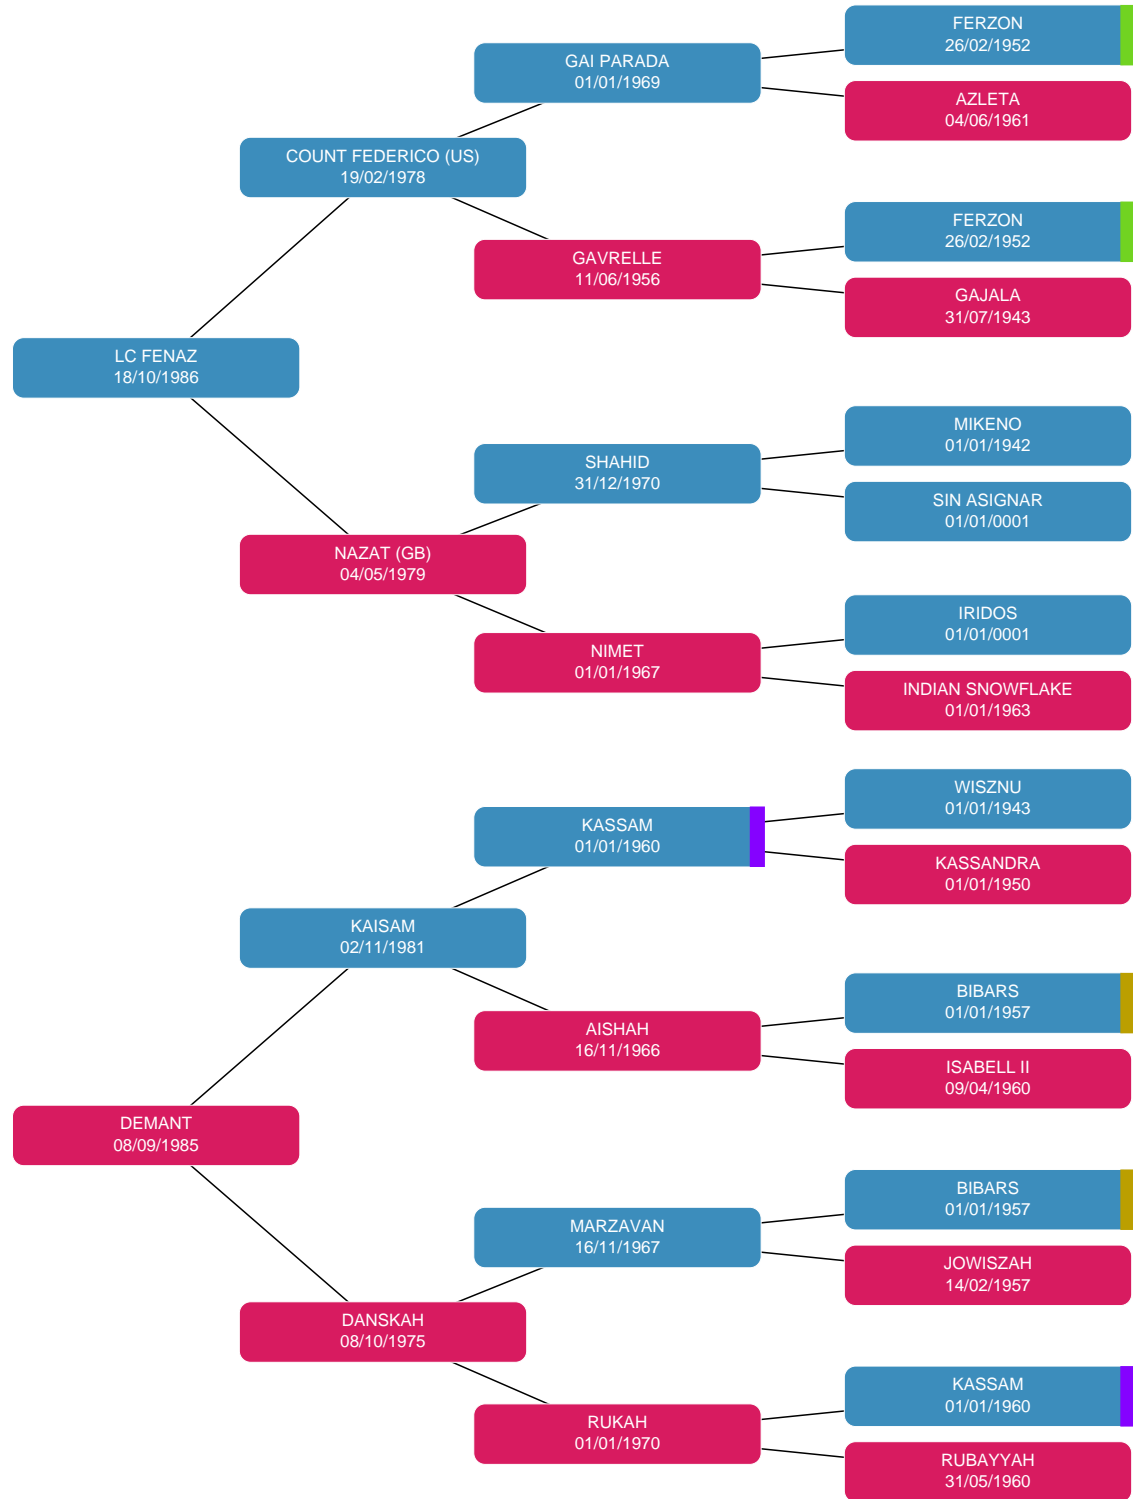 FERZON
26/02/1952
GAI PARADA
01/01/1969
AZLETA
04/06/1961
COUNT FEDERICO (US)
19/02/1978
FERZON
26/02/1952
GAVRELLE
11/06/1956
GAJALA
31/07/1943
LC FENAZ
18/10/1986
MIKENO
01/01/1942
SHAHID
31/12/1970
SIN ASIGNAR
01/01/0001
NAZAT (GB)
04/05/1979
IRIDOS
01/01/0001
NIMET
01/01/1967
INDIAN SNOWFLAKE
01/01/1963
WISZNU
01/01/1943
KASSAM
01/01/1960
KASSANDRA
01/01/1950
KAISAM
02/11/1981
BIBARS
01/01/1957
AISHAH
16/11/1966
ISABELL II
09/04/1960
DEMANT
08/09/1985
BIBARS
01/01/1957
MARZAVAN
16/11/1967
JOWISZAH
14/02/1957
DANSKAH
08/10/1975
KASSAM
01/01/1960
RUKAH
01/01/1970
RUBAYYAH
31/05/1960